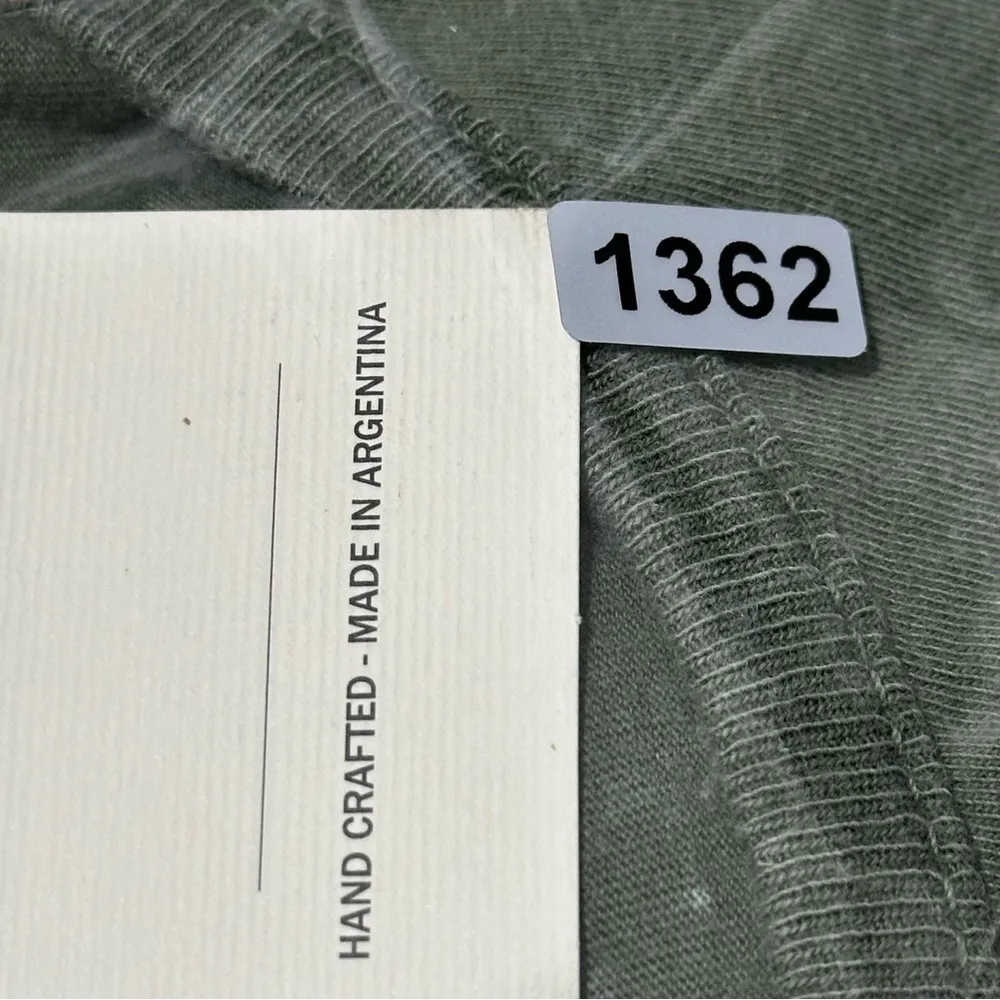 1362
HAND CRAFTED - MADE IN ARGENTINA